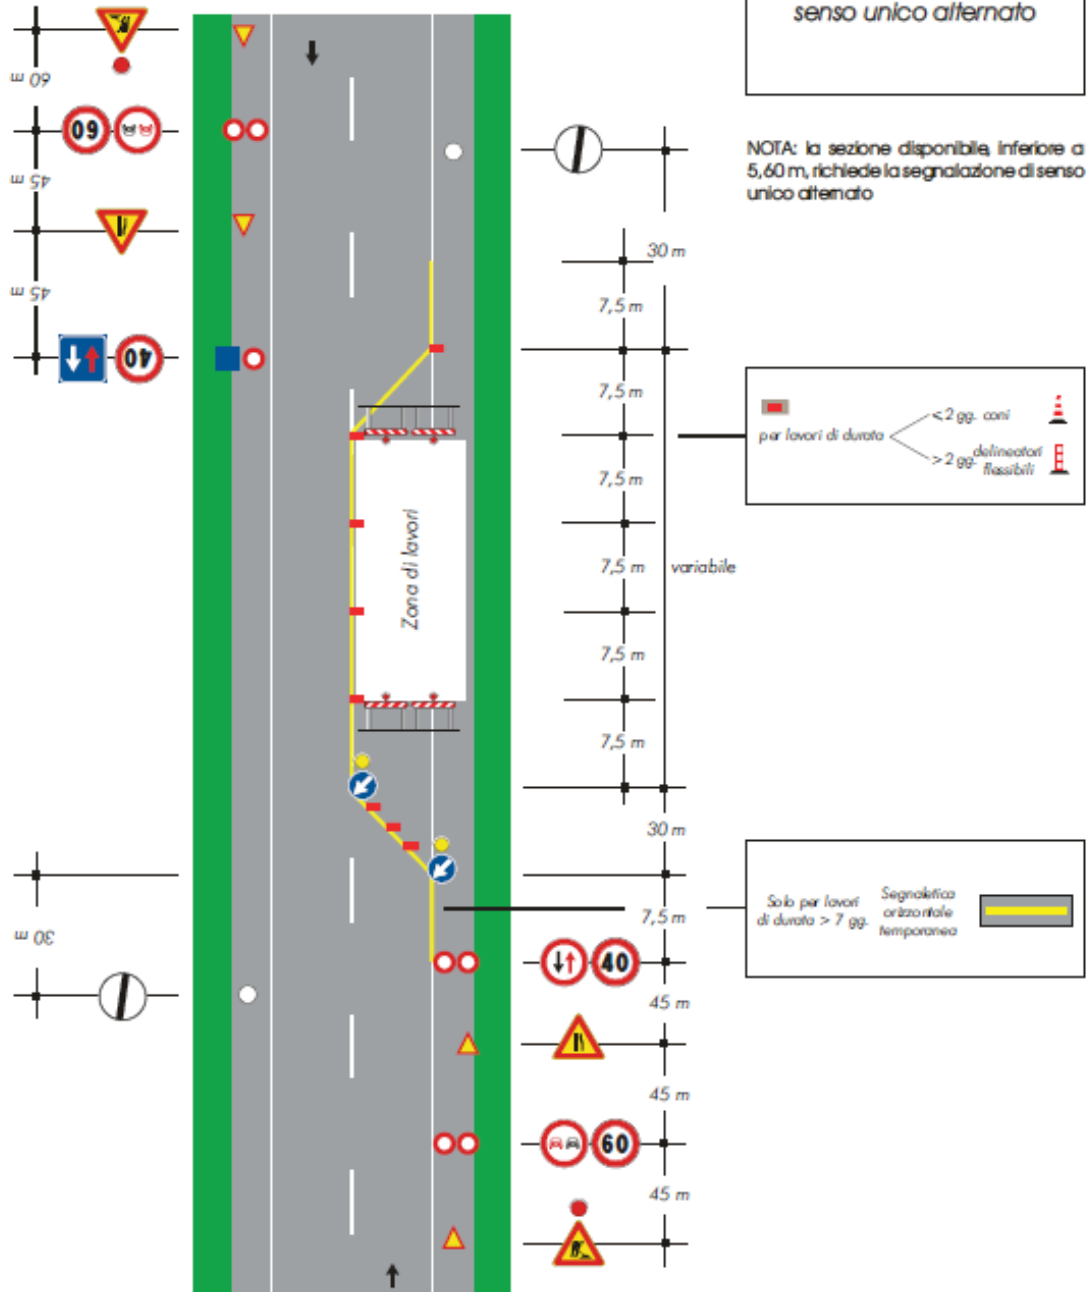 senso unico alternato
NOTA: la sezione disponibile, inferiore a
5,60 m, richiede la segnalazione di senso
unico alternato
60 m
60
45 m
45 m
40
30 m
7,5 m
7,5 m
7,5 m
7,5 m
variabile
7,5 m
7,5 m
30 m
7,5 m
Zona di lavori
per lavori di durata
< 2 gg. coni
> 2 gg. delineatori
flessibili
Solo per lavori
di durata > 7 gg.
Segnaletica
orizzontale
temporanea
30 m
40
45 m
45 m
60
45 m